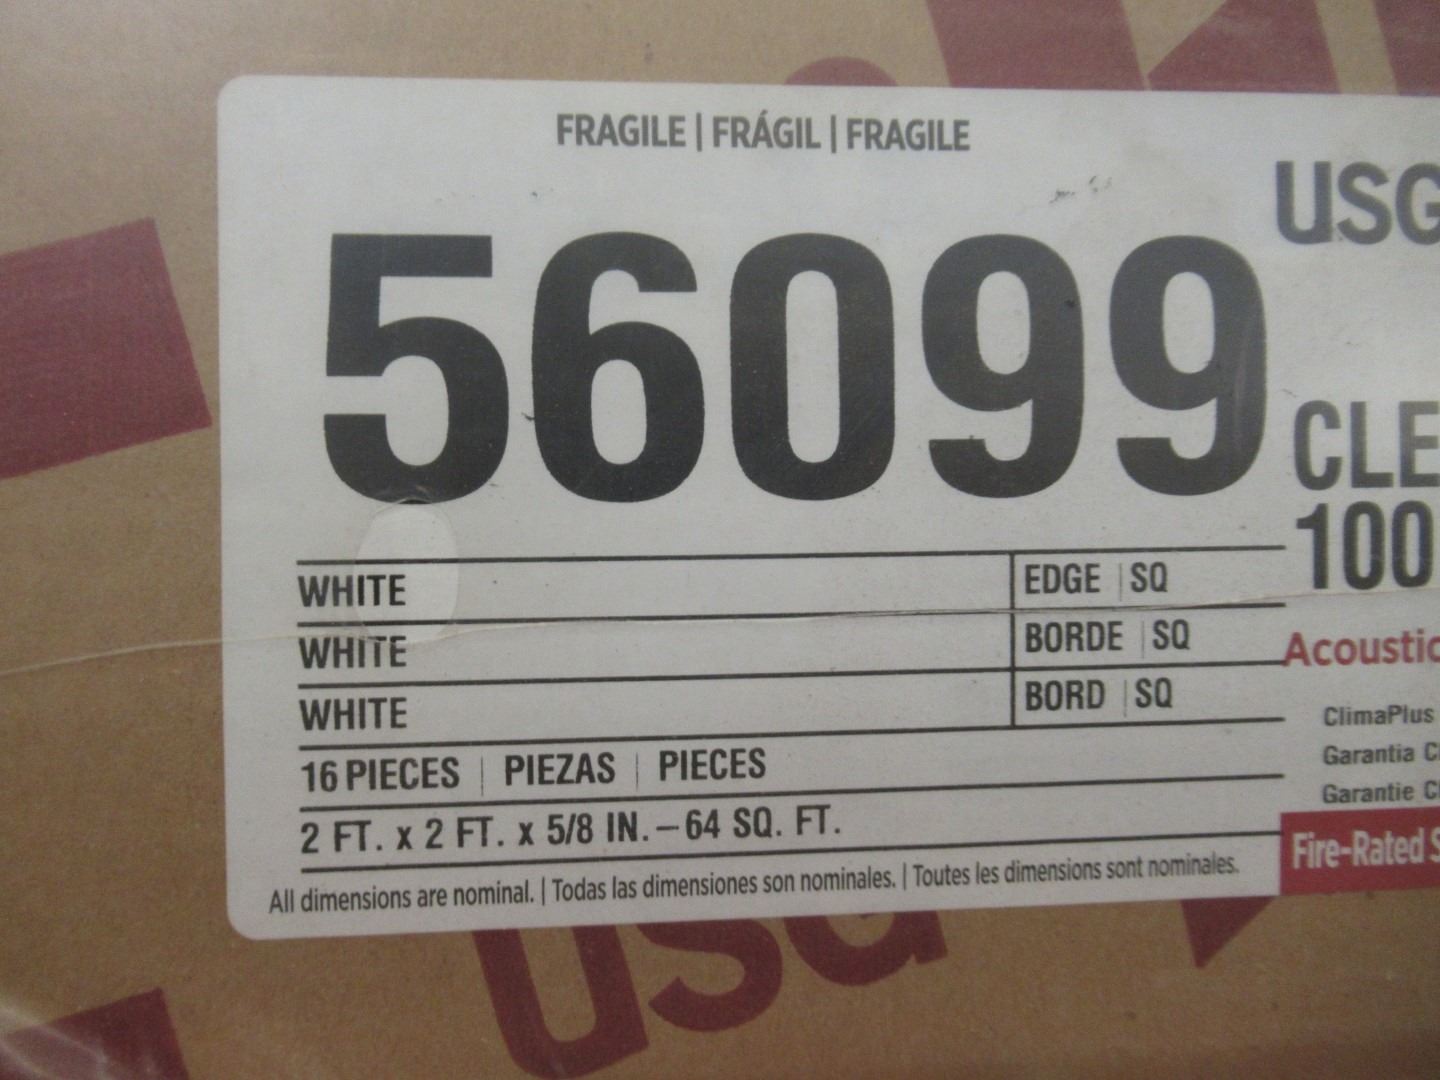 FRAGILE | FRÁGIL | FRAGILE
USG
56099
CLE
100
WHITE
EDGE | SQ
WHITE
BORDE | SQ
WHITE
BORD | SQ
Acoustic
16 PIECES | PIEZAS | PIECES
ClimaPlus
Garantia
2 FT. x 2 FT. x 5/8 IN. – 64 SQ. FT.
Garantie
Fire-Rated
All dimensions are nominal. | Todas las dimensiones son nominales. | Toutes les dimensions sont nominales.
usg